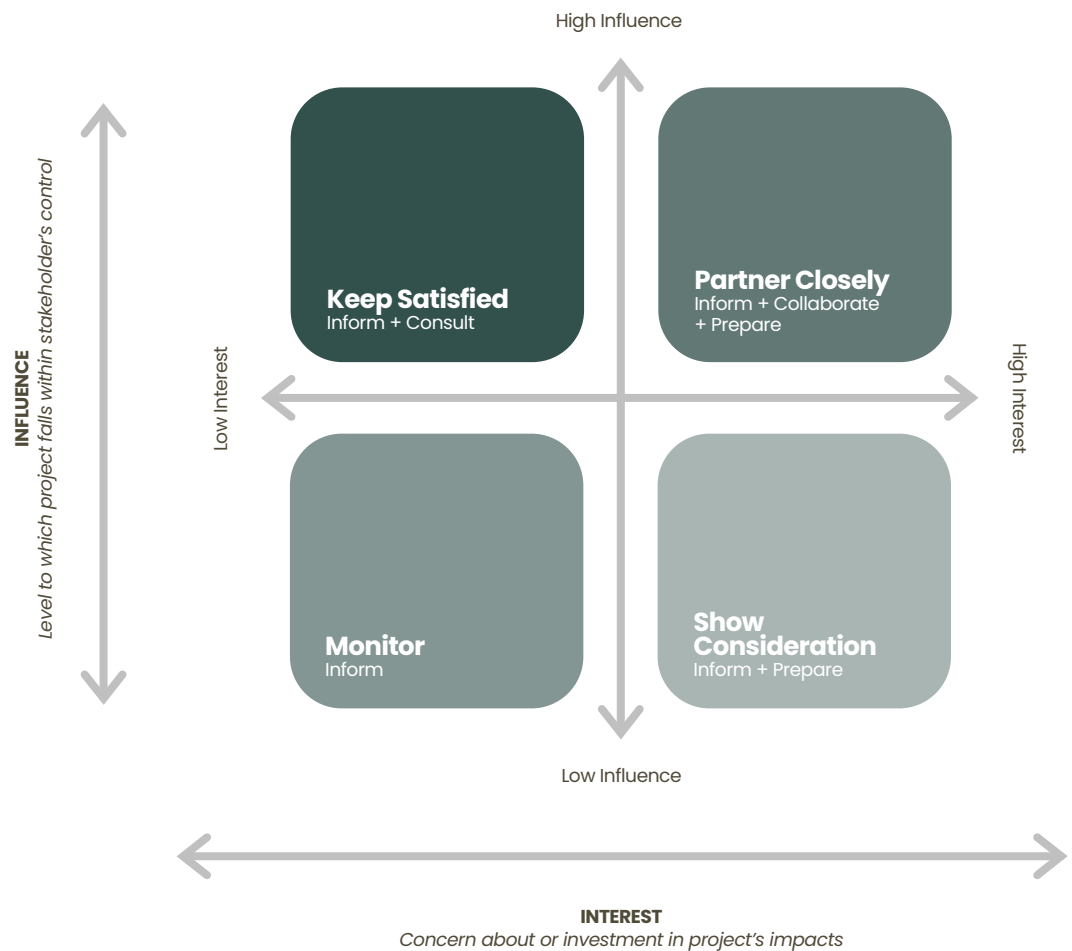 High Influence
INFLUENCE
Level to which project falls within stakeholder's control
Keep Satisfied
Inform + Consult
Partner Closely
Inform + Collaborate
+ Prepare
Low Interest
High Interest
Monitor
Inform
Show
Consideration
Inform + Prepare
Low Influence
INTEREST
Concern about or investment in project's impacts